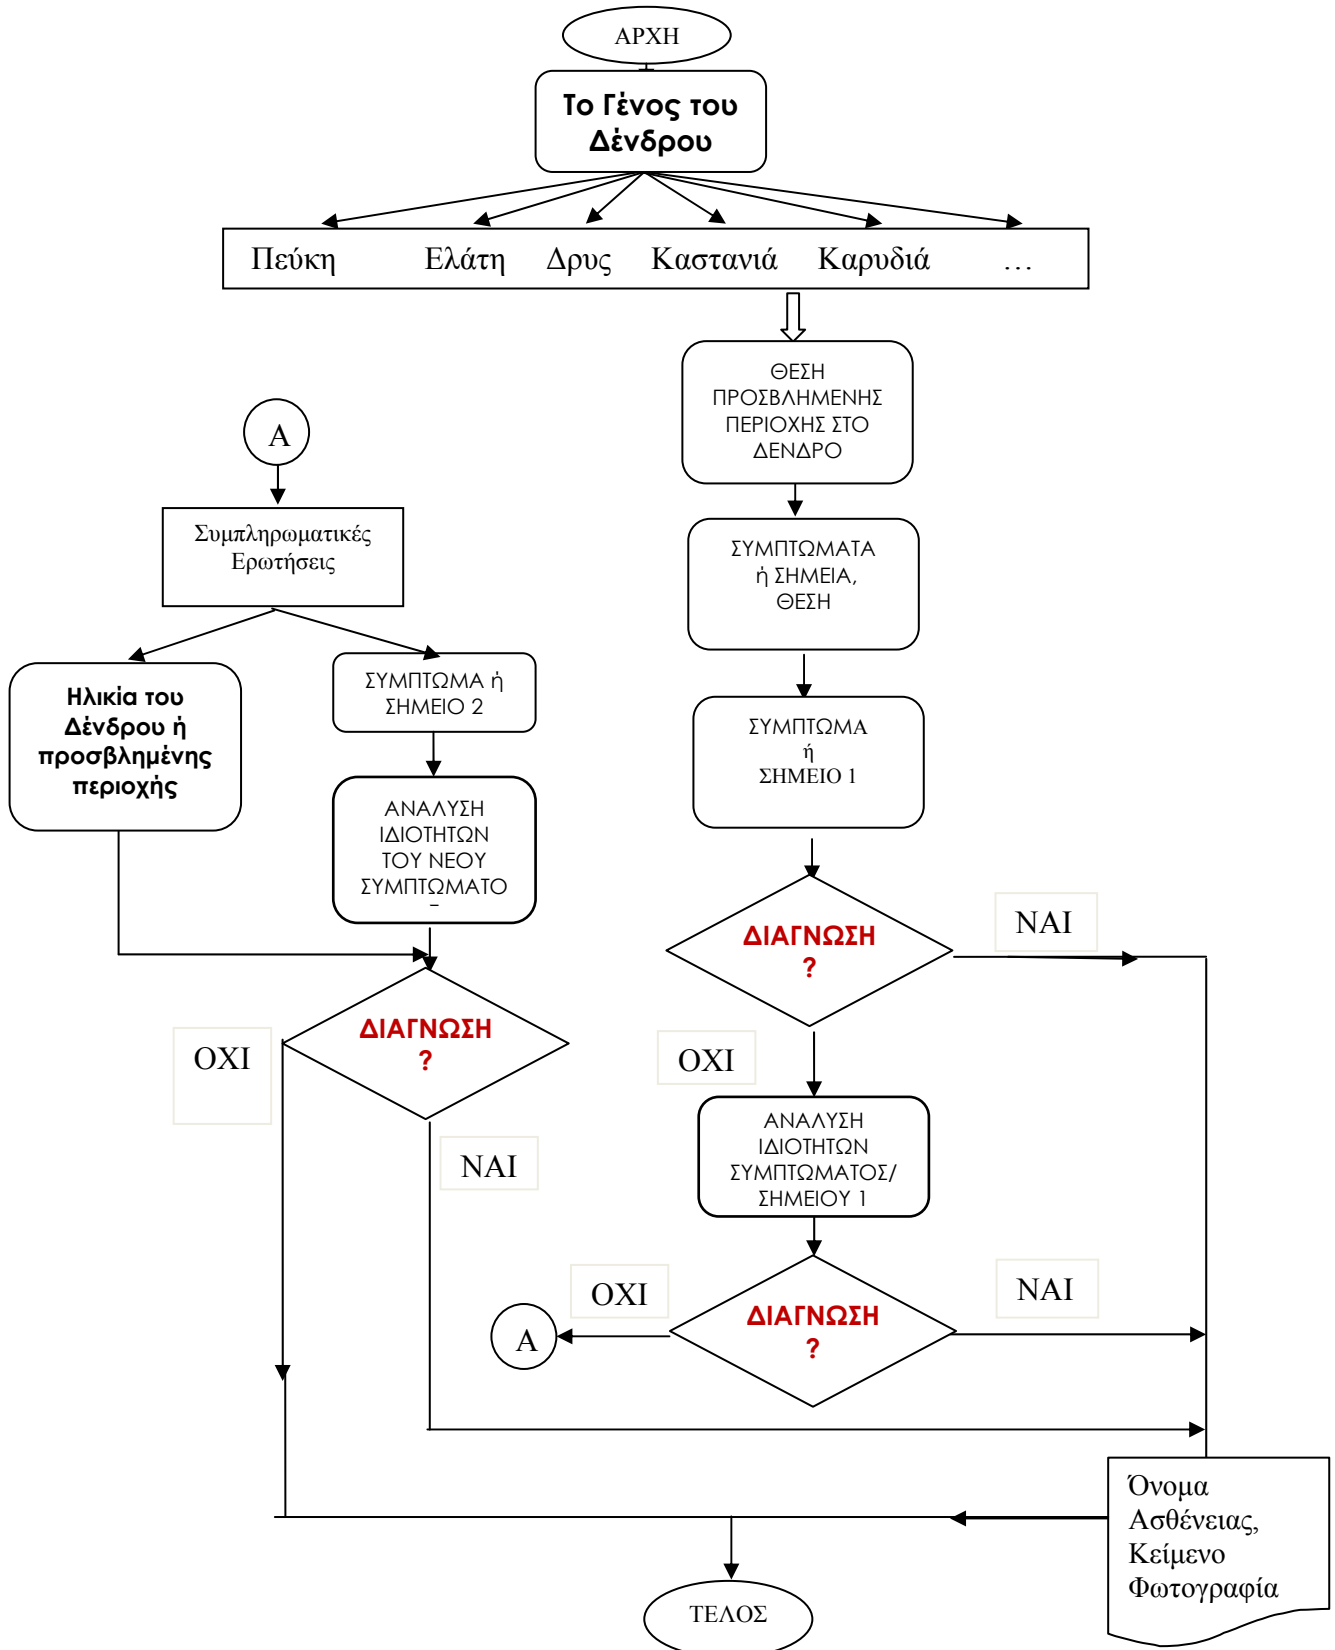 ΑΡΧΗ
Το Γένος του
Δένδρου
Πεύκη Ελάτη Δρυς Καστανιά Καρυδιά …
ΘΕΣΗ
ΠΡΟΣΒΛΗΜΕΝΗΣ
ΠΕΡΙΟΧΗΣ ΣΤΟ
ΔΕΝΔΡΟ
Α
Συμπληρωματικές
Ερωτήσεις
ΣΥΜΠΤΩΜΑΤΑ
ή ΣΗΜΕΙΑ,
ΘΕΣΗ
Ηλικία του
Δένδρου ή
προσβλημένης
περιοχής
ΣΥΜΠΤΩΜΑ ή
ΣΗΜΕΙΟ 2
ΣΥΜΠΤΩΜΑ
ή
ΣΗΜΕΙΟ 1
ΑΝΑΛΥΣΗ
ΙΔΙΟΤΗΤΩΝ
ΤΟΥ ΝΕΟΥ
ΣΥΜΠΤΩΜΑΤΟ
ΔΙΑΓΝΩΣΗ
?
ΝΑΙ
ΔΙΑΓΝΩΣΗ
?
ΟΧΙ
ΟΧΙ
ΝΑΙ
ΑΝΑΛΥΣΗ
ΙΔΙΟΤΗΤΩΝ
ΣΥΜΠΤΩΜΑΤΟΣ/
ΣΗΜΕΙΟΥ 1
ΟΧΙ
ΝΑΙ
ΔΙΑΓΝΩΣΗ
?
Α
Όνομα
Ασθένειας,
Κείμενο
Φωτογραφία
ΤΕΛΟΣ